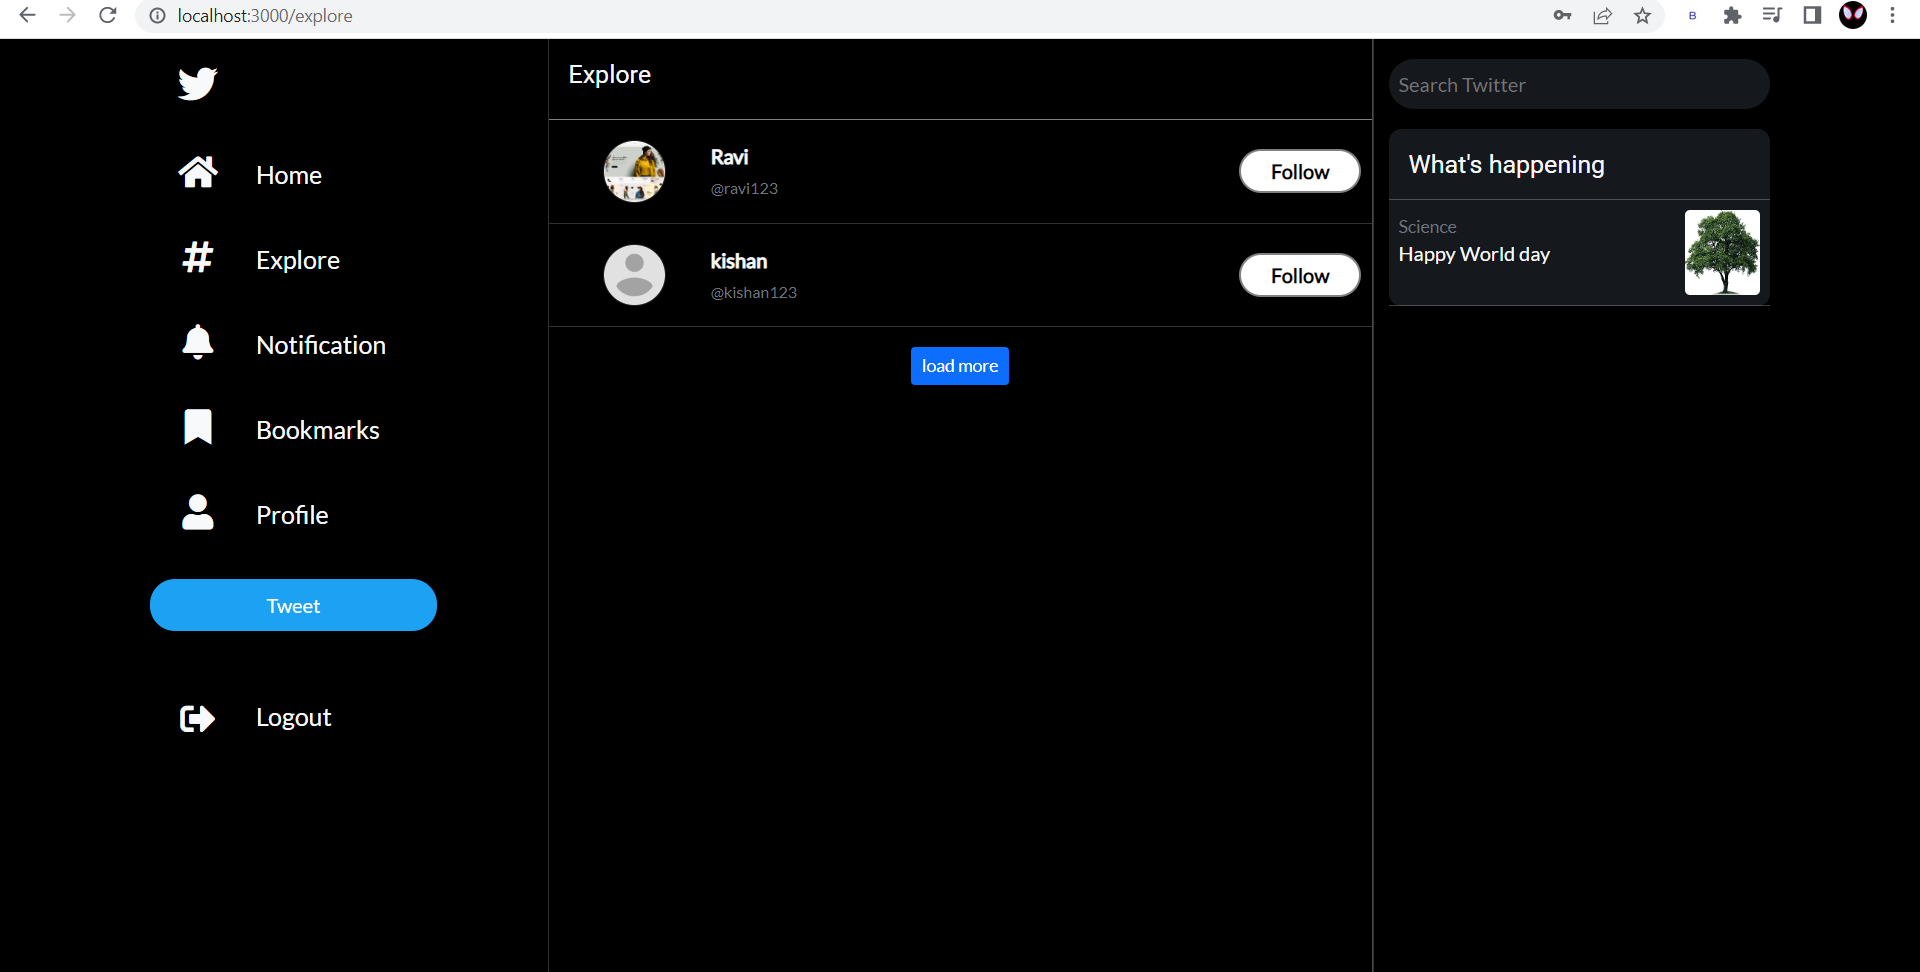 localhost:3000/explore
B
Home
Explore
Notification
Bookmarks
Profile
Tweet
Logout
Explore
Ravi
@ravi123
Follow
kishan
@kishan123
Follow
load more
Search Twitter
What's happening
Science
Happy World day